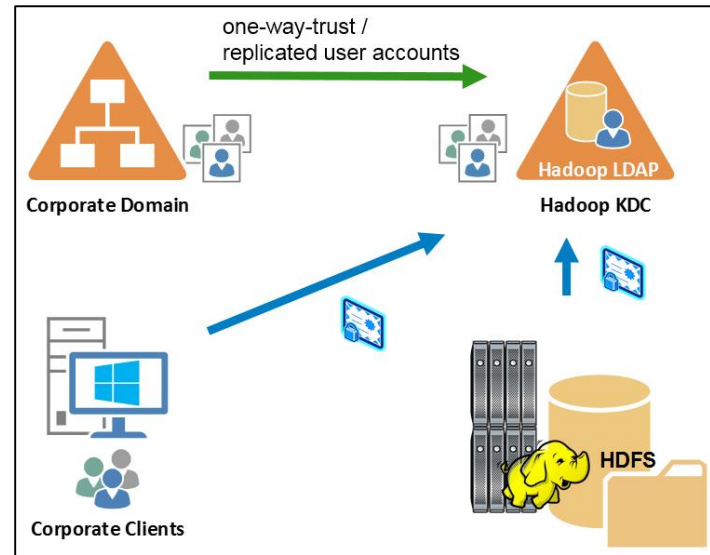 one-way-trust /
replicated user accounts
Corporate Domain
Hadoop LDAP
Hadoop KDC
HDFS
Corporate Clients